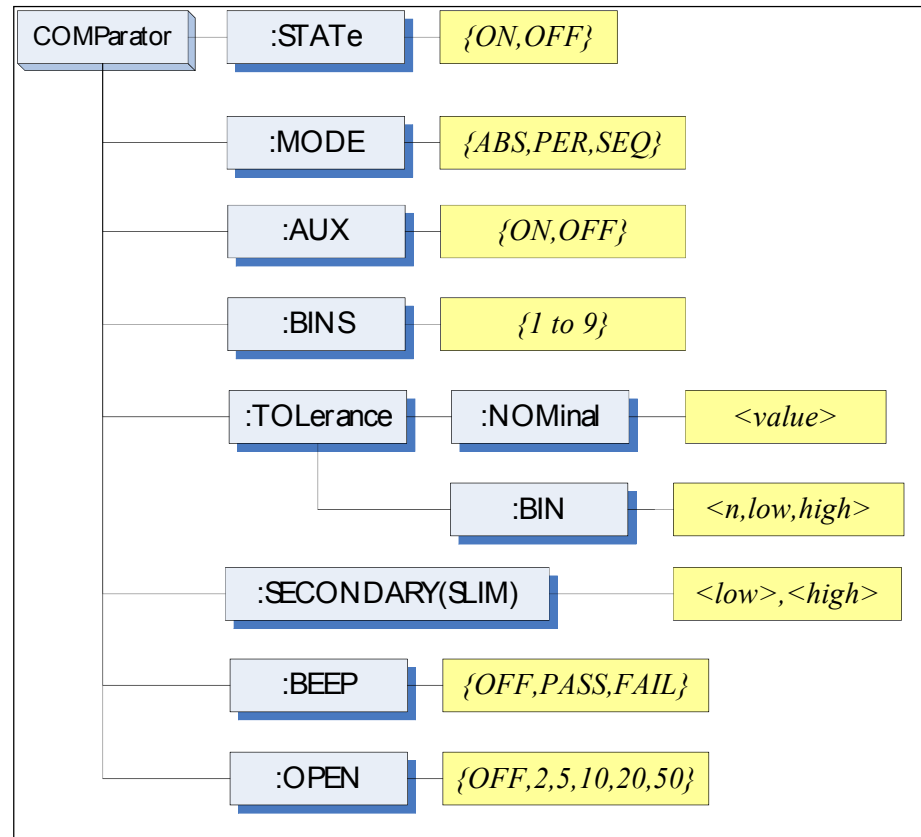 COMParator :STATe {ON,OFF}
:MODE {ABS,PER,SEQ}
:AUX {ON,OFF}
:BINS {1 to 9}
:TOLerance :NOMinal <value>
:BIN <n,low,high>
:SECONDARY(SLIM) <low>,<high>
:BEEP {OFF,PASS,FAIL}
:OPEN {OFF,2,5,10,20,50}